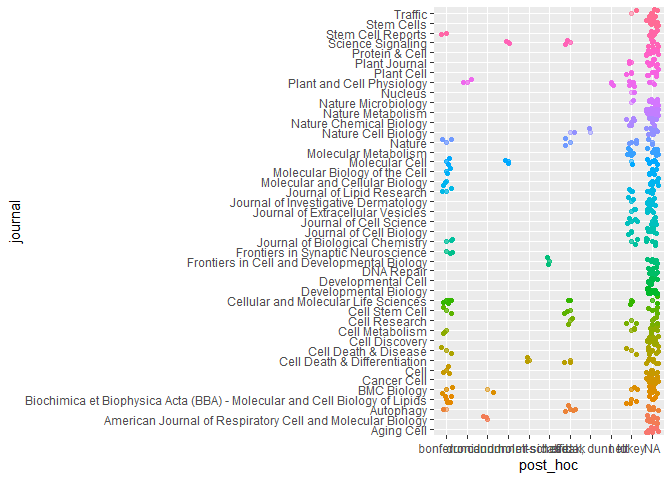 journal
Traffic
Stem Cells
Stem Cell Reports
Science Signaling
Protein & Cell
Plant Journal
Plant Cell
Plant and Cell Physiology
Nucleus
Nature Microbiology
Nature Metabolism
Nature Chemical Biology
Nature Cell Biology
Nature
Molecular Metabolism
Molecular Cell
Molecular Biology of the Cell
Molecular and Cellular Biology
Journal of Lipid Research
Journal of Investigative Dermatology
Journal of Extracellular Vesicles
Journal of Cell Science
Journal of Cell Biology
Journal of Biological Chemistry
Frontiers in Synaptic Neuroscience
Frontiers in Cell and Developmental Biology
DNA Repair
Developmental Cell
Developmental Biology
Cellular and Molecular Life Sciences
Cell Stem Cell
Cell Research
Cell Metabolism
Cell Discovery
Cell Death & Disease
Cell Death & Differentiation
Cell
Cancer Cell
BMC Biology
Biochimica et Biophysica Acta (BBA) - Molecular and Cell Biology of Lipids
Autophagy
American Journal of Respiratory Cell and Molecular Biology
Aging Cell
NA
post_hoc